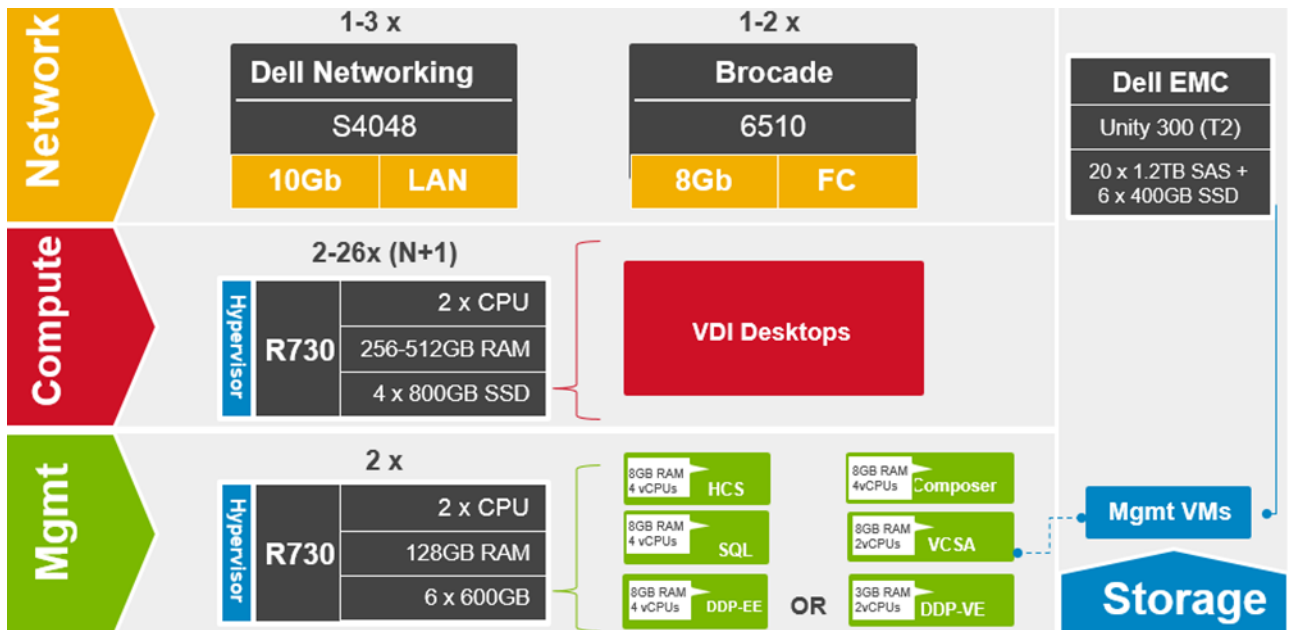 Network
1-3 x
Dell Networking
S4048
10Gb
LAN
1-2 x
Brocade
6510
8Gb
FC
Dell EMC
Unity 300 (T2)
20 x 1.2TB SAS +
6 x 400GB SSD
Compute
2-26x (N+1)
Hypervisor
R730
2 x CPU
256-512GB RAM
4 x 800GB SSD
VDI Desktops
Mgmt
2 x
Hypervisor
R730
2 x CPU
128GB RAM
6 x 600GB
8GB RAM
4 vCPUs
HCS
8GB RAM
4vCPUs
Composer
8GB RAM
4 vCPUs
SQL
8GB RAM
2vCPUs
VCSA
8GB RAM
4 vCPUs
DDP-EE
OR
3GB RAM
2vCPUs
DDP-VE
Mgmt VMs
Storage